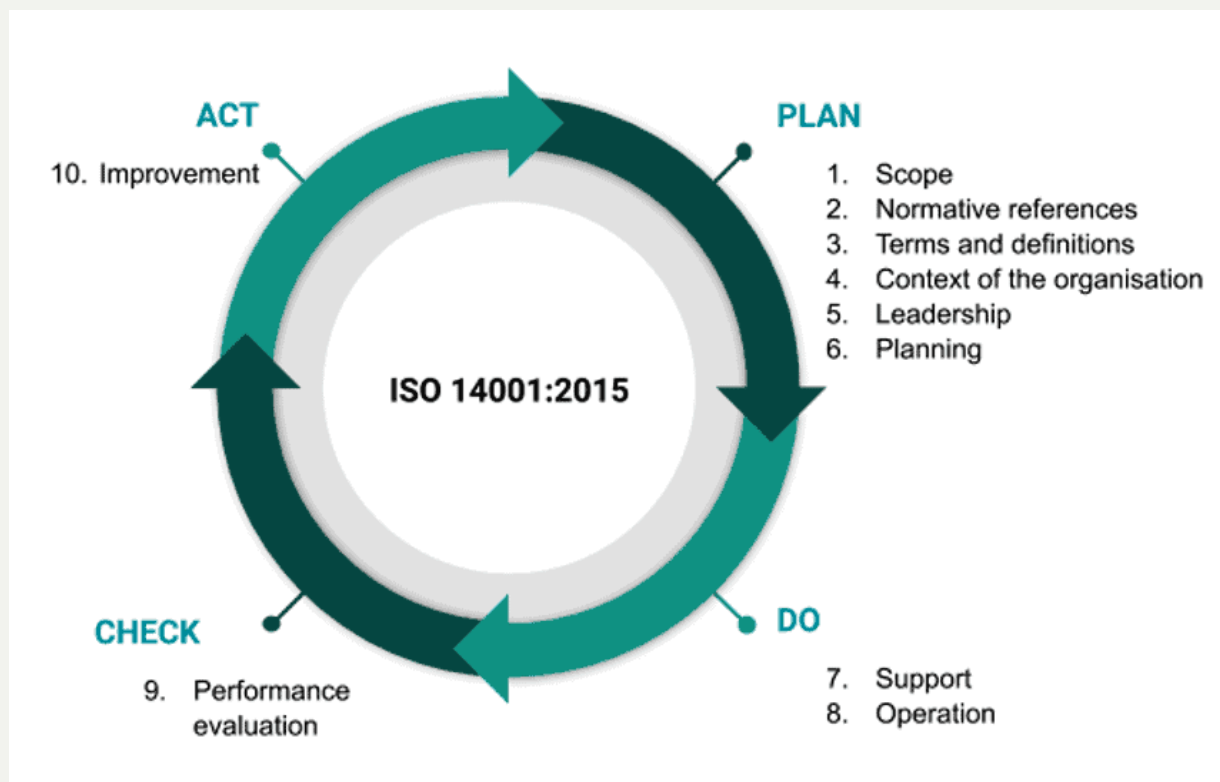 ACT
10. Improvement
PLAN
1. Scope
2. Normative references
3. Terms and definitions
4. Context of the organisation
5. Leadership
6. Planning
ISO 14001:2015
CHECK
9. Performance
evaluation
DO
7. Support
8. Operation